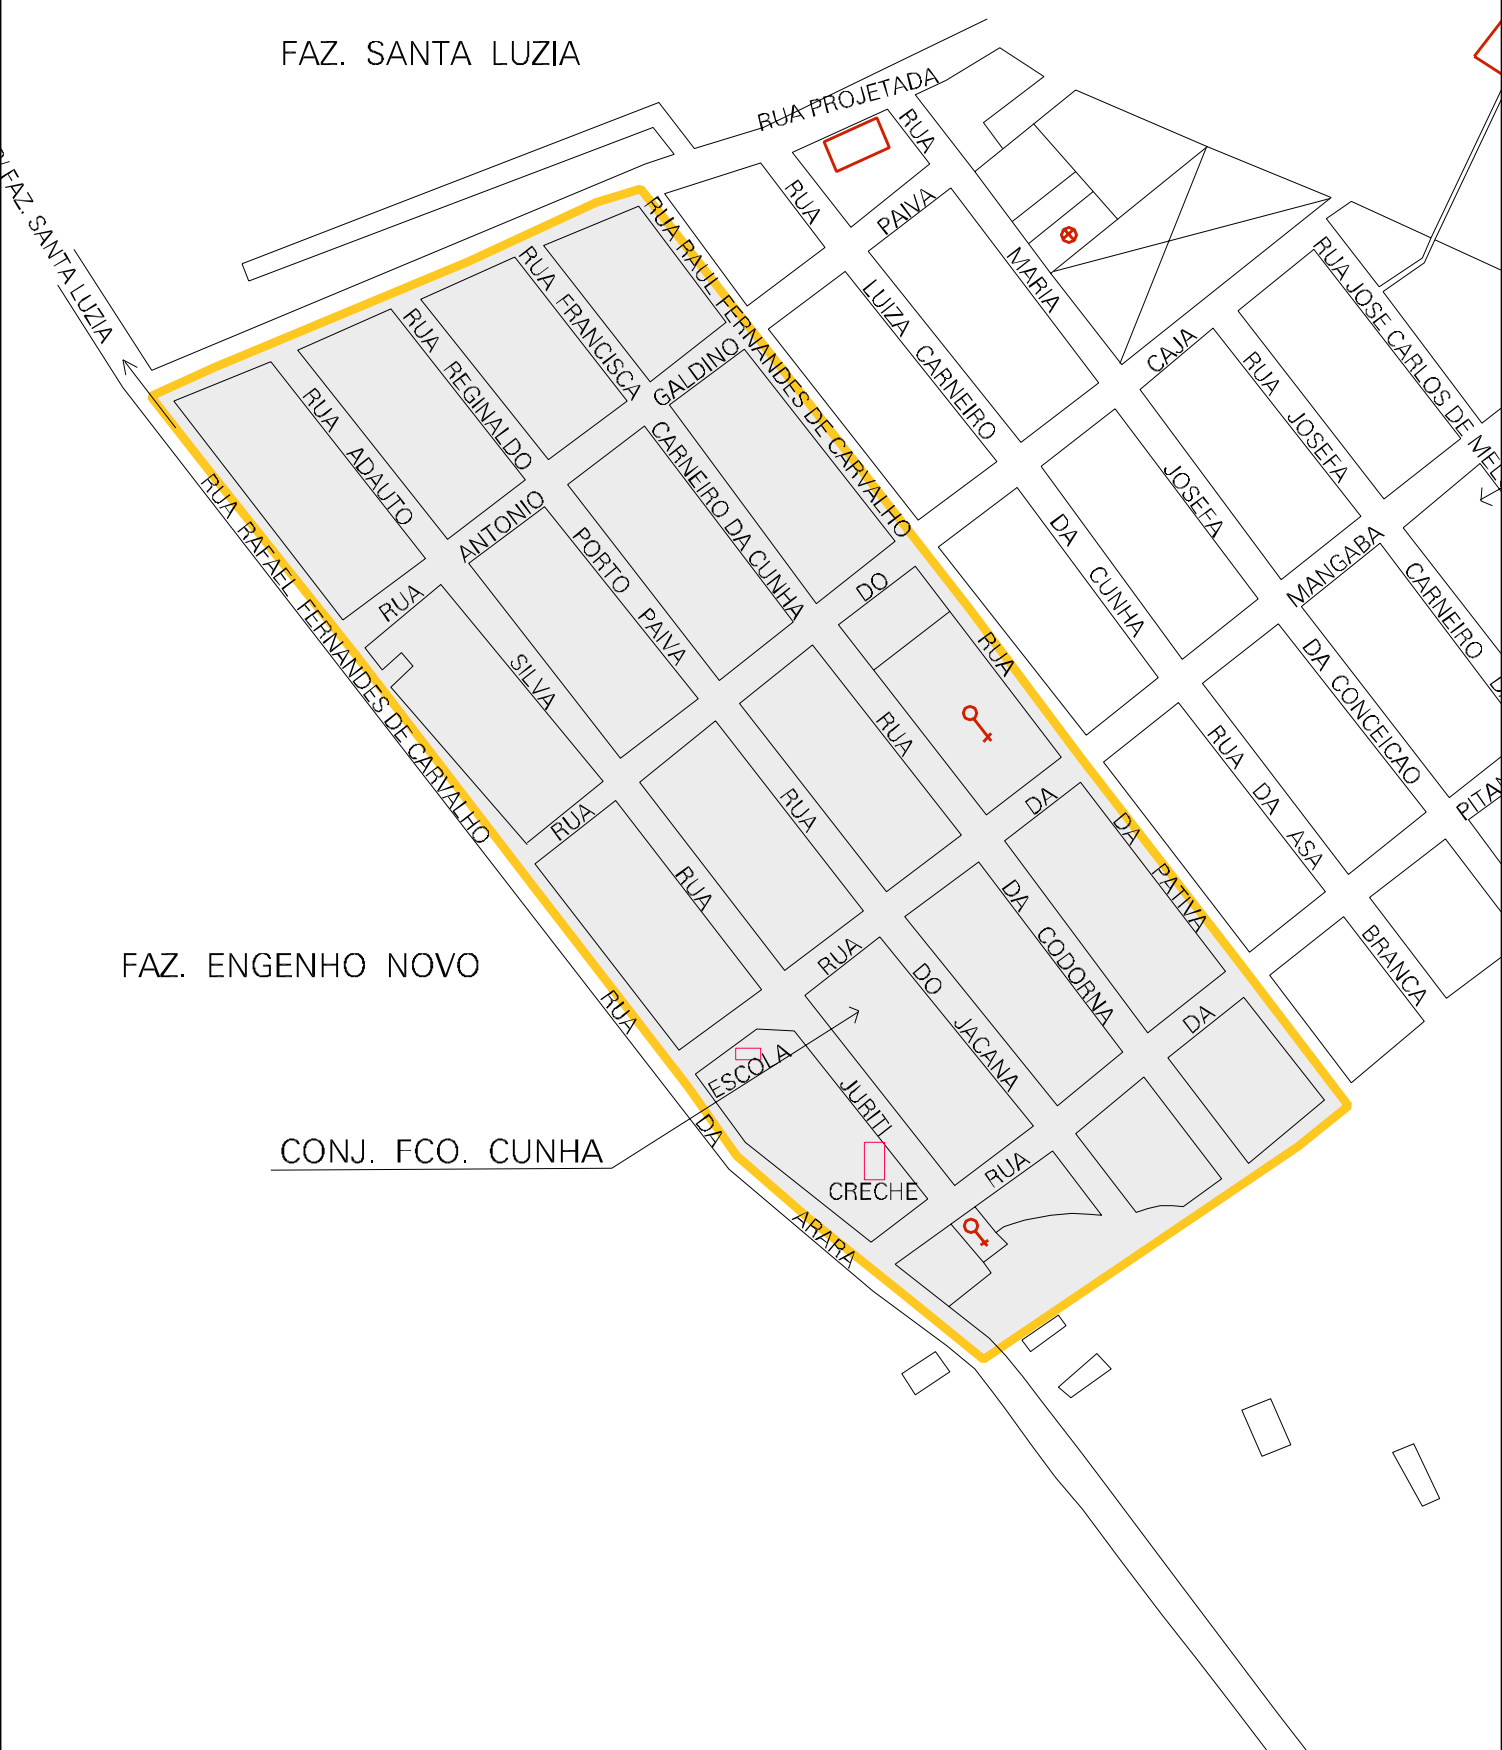 FAZ. SANTA LUZIA
FAZ. SANTA LUZIA
RUA PROJETADA
RUA
PAIVA
RUA MARIA
RUA RAUL FERNANDES DE CARVALHO
RUA FRANCISCA
RUA REGINALDO
RUA ADAUTO
GALDINO
ANTONIO
RUA
LUIZA CARNEIRO
DA CUNHA
CAJA
RUA JOSE CARLOS DE
RUA JOSEFA
JOSEFA
MANGABA
CARNEIRO
CARNEIRO DA CUNHA
PORTO PAIVA
SILVA
RUA RAFAEL FERNANDES DE CARVALHO
DO
RUA
DA CONCEICAO
RUA DA ASA
BRANCA
RUA DA PATIVA
DA
RUA
RUA
RUA
RUA
DA CODORNA
DO JACANA
JURITI
DA
RUA
RUA
FAZ. ENGENHO NOVO
RUA DA ARARA
ESCOLA
CONJ. FCO. CUNHA
CRECHE